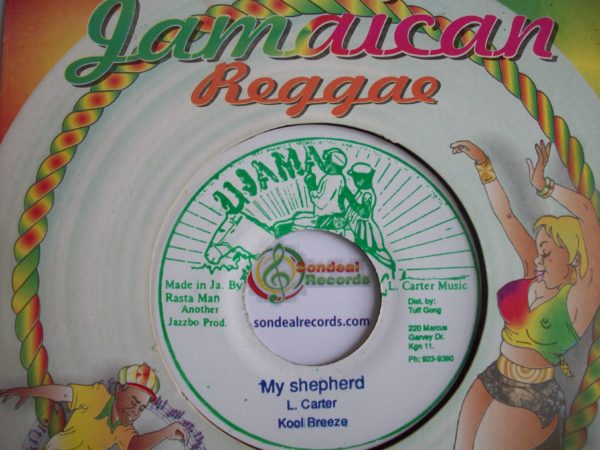 Jamaican
Reggae
UJAMA
Made in Ja. By
Rasta Man
Another
Jazzbo Prod.
Sondeal
Records
sondealrecords.com
L. Carter Music
Dist. by:
Tuff Gong
220 Marcus
Garvey Dr.
Kgn 11.
Ph: 923-9380
My shepherd
L. Carter
Kool Breeze